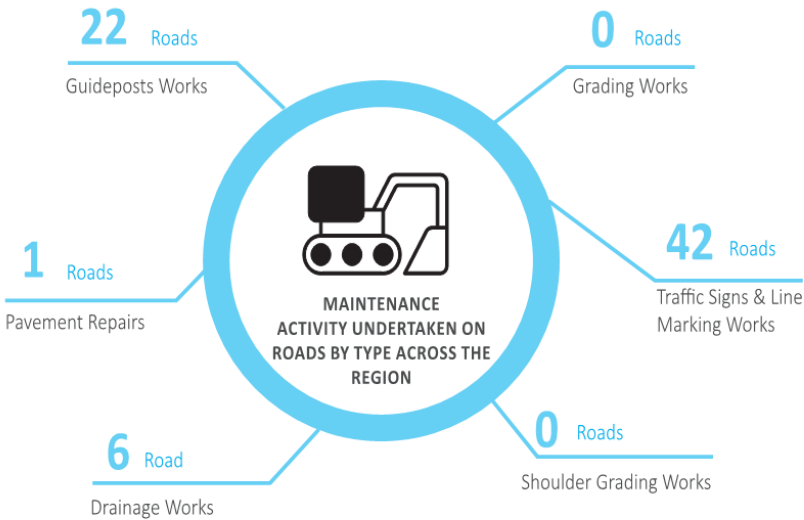 22 Roads
Guideposts Works
0 Roads
Grading Works
1 Roads
Pavement Repairs
42 Roads
Traffic Signs & Line
Marking Works
MAINTENANCE
ACTIVITY UNDERTAKEN ON
ROADS BY TYPE ACROSS THE
REGION
6 Road
Drainage Works
0 Roads
Shoulder Grading Works